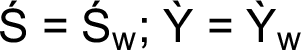 Ś = Ś_w; Ỳ = Ỳ_w